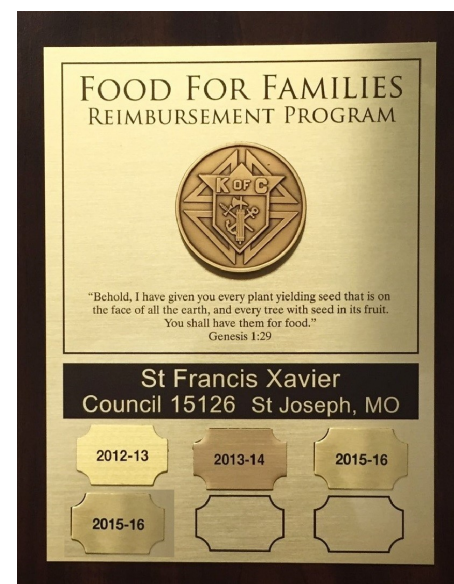 FOOD FOR FAMILIES
REIMBURSEMENT PROGRAM
K OF C
“Behold, I have given you every plant yielding seed that is on
the face of all the earth, and every tree with seed in its fruit.
You shall have them for food.”
Genesis 1:29
St Francis Xavier
Council 15126 St Joseph, MO
2012-13 2013-14 2015-16
2015-16